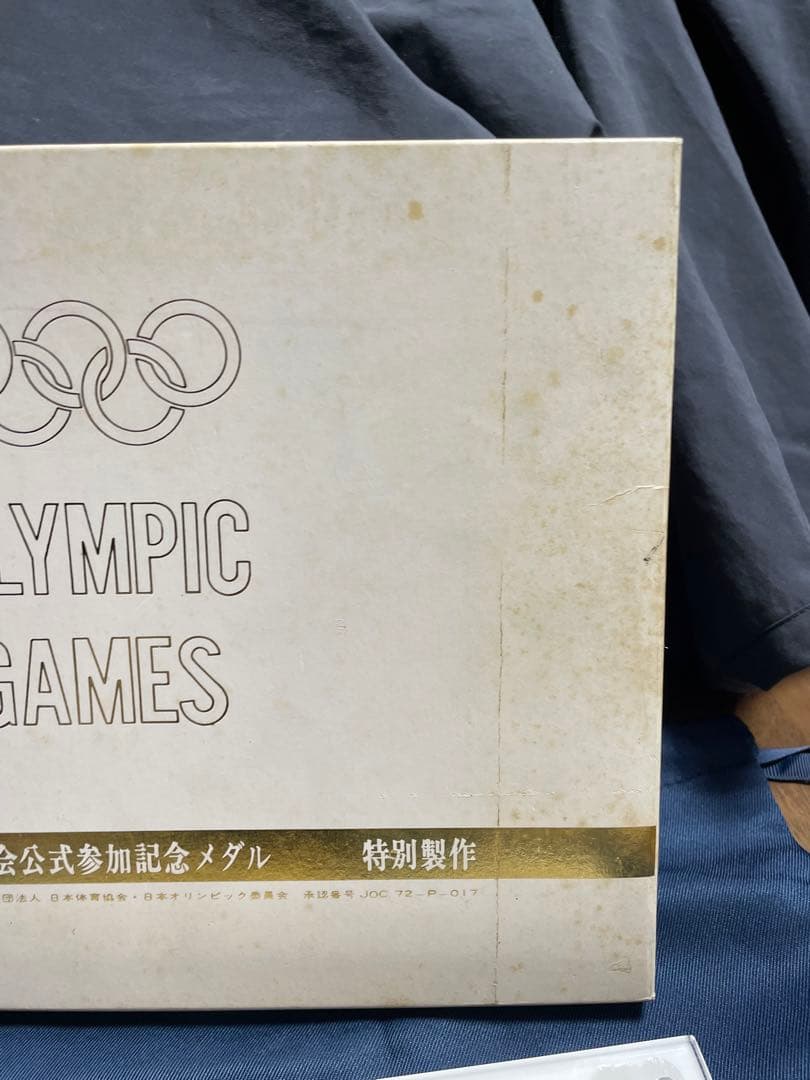 LYMPIC
GAMES
会公式参加記念メダル 特別製作
団法人 日本体育協会・日本オリンピック委員会 承認番号 JOC 72-P-017